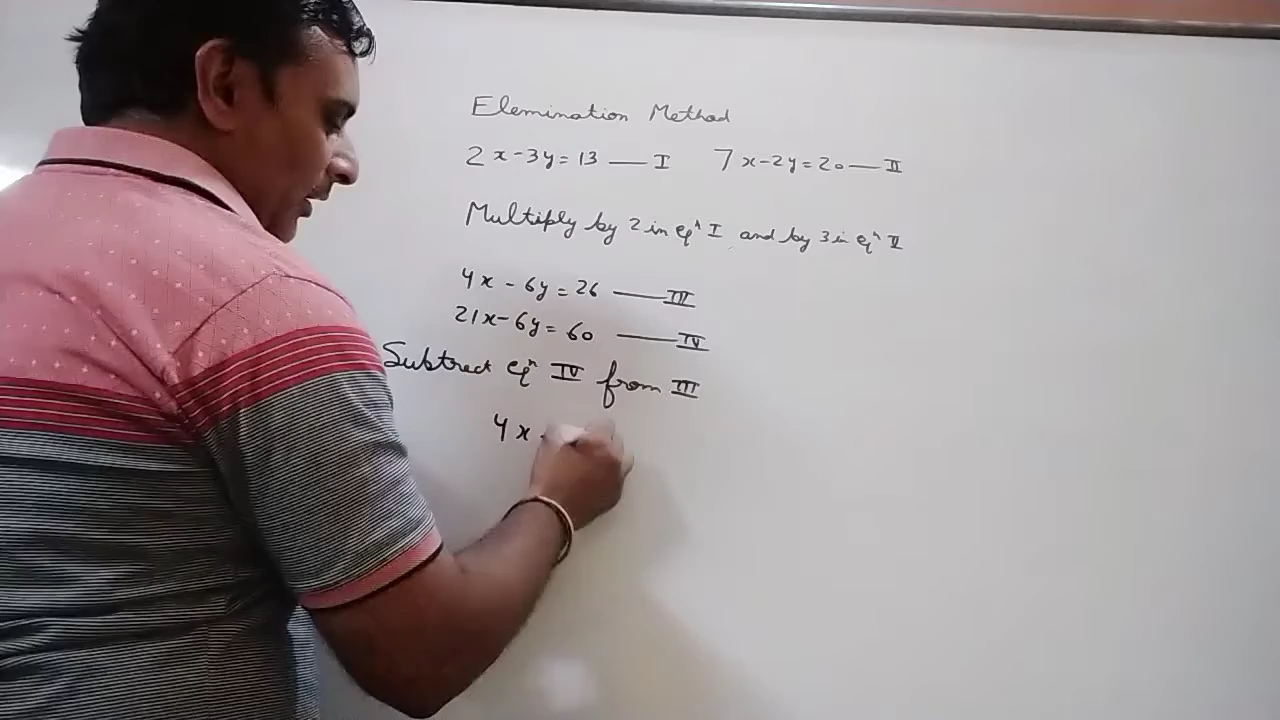 Elemination Method
2x-3y=13 — I 7x-2y=20 — II
Multiply by 2 in eqⁿ I and by 3 in eqⁿ II
4x - 6y = 26 — III
21x-6y= 60 — IV
Subtract eqⁿ IV from III
4x -